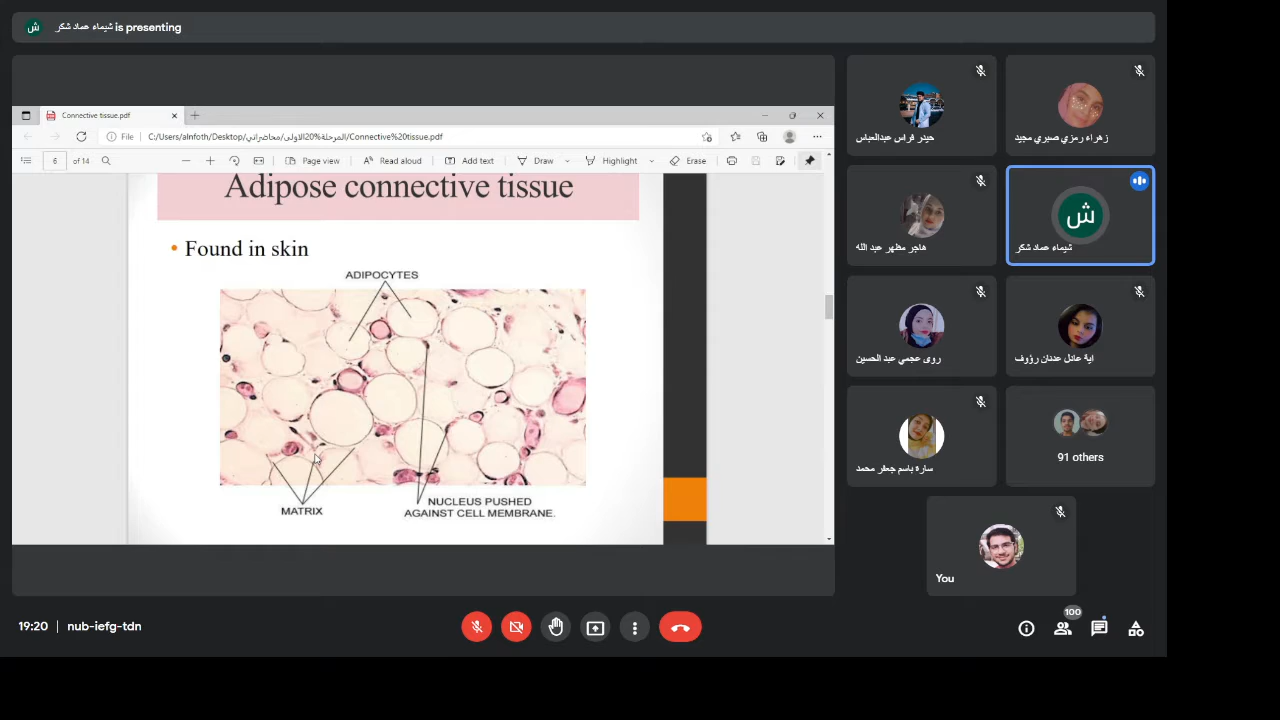 ش شيماء عماد شكر is presenting
Connective tissue.pdf
File C:/Users/alnfoth/Desktop/محاضراتي/المرحلة%20الاولى/Connective%20tissue.pdf
6 of 14 Page view Read aloud Add text Draw Highlight Erase
Adipose connective tissue
• Found in skin
ADIPOCYTES
MATRIX
NUCLEUS PUSHED
AGAINST CELL MEMBRANE.
حيدر فراس عبدالعباس
زهراء رمزي صبري مجيد
هاجر مظهر عبد الله
ش
شيماء عماد شكر
روى عجمي عبد الحسين
اية عادل عدنان رؤوف
سارة باسم جعفر محمد
91 others
You
19:20 | nub-iefg-tdn
100